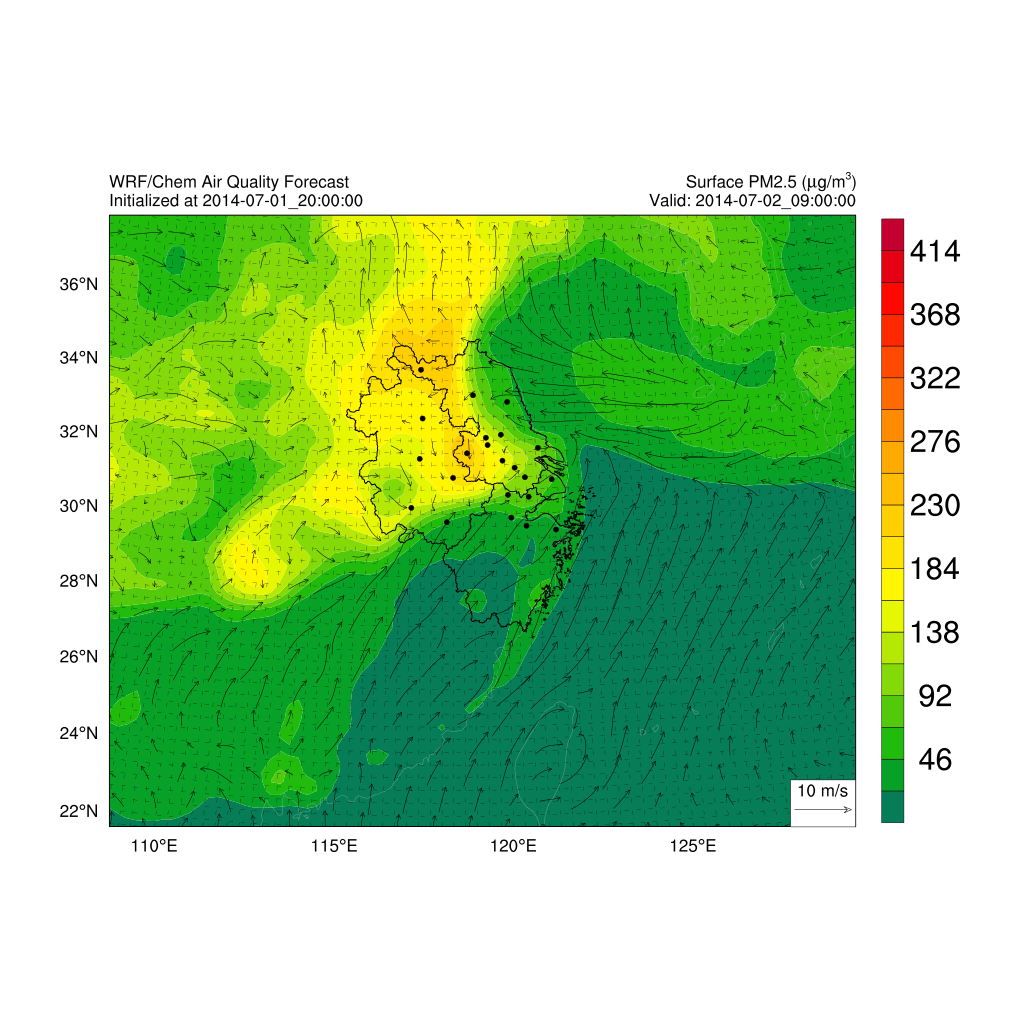 WRF/Chem Air Quality Forecast
Surface PM2.5 (μg/m³)
Initialized at 2014-07-01_20:00:00
Valid: 2014-07-02_09:00:00
414
368
322
276
230
184
138
92
46
36°N
34°N
32°N
30°N
28°N
26°N
24°N
22°N
10 m/s
110°E
115°E
120°E
125°E